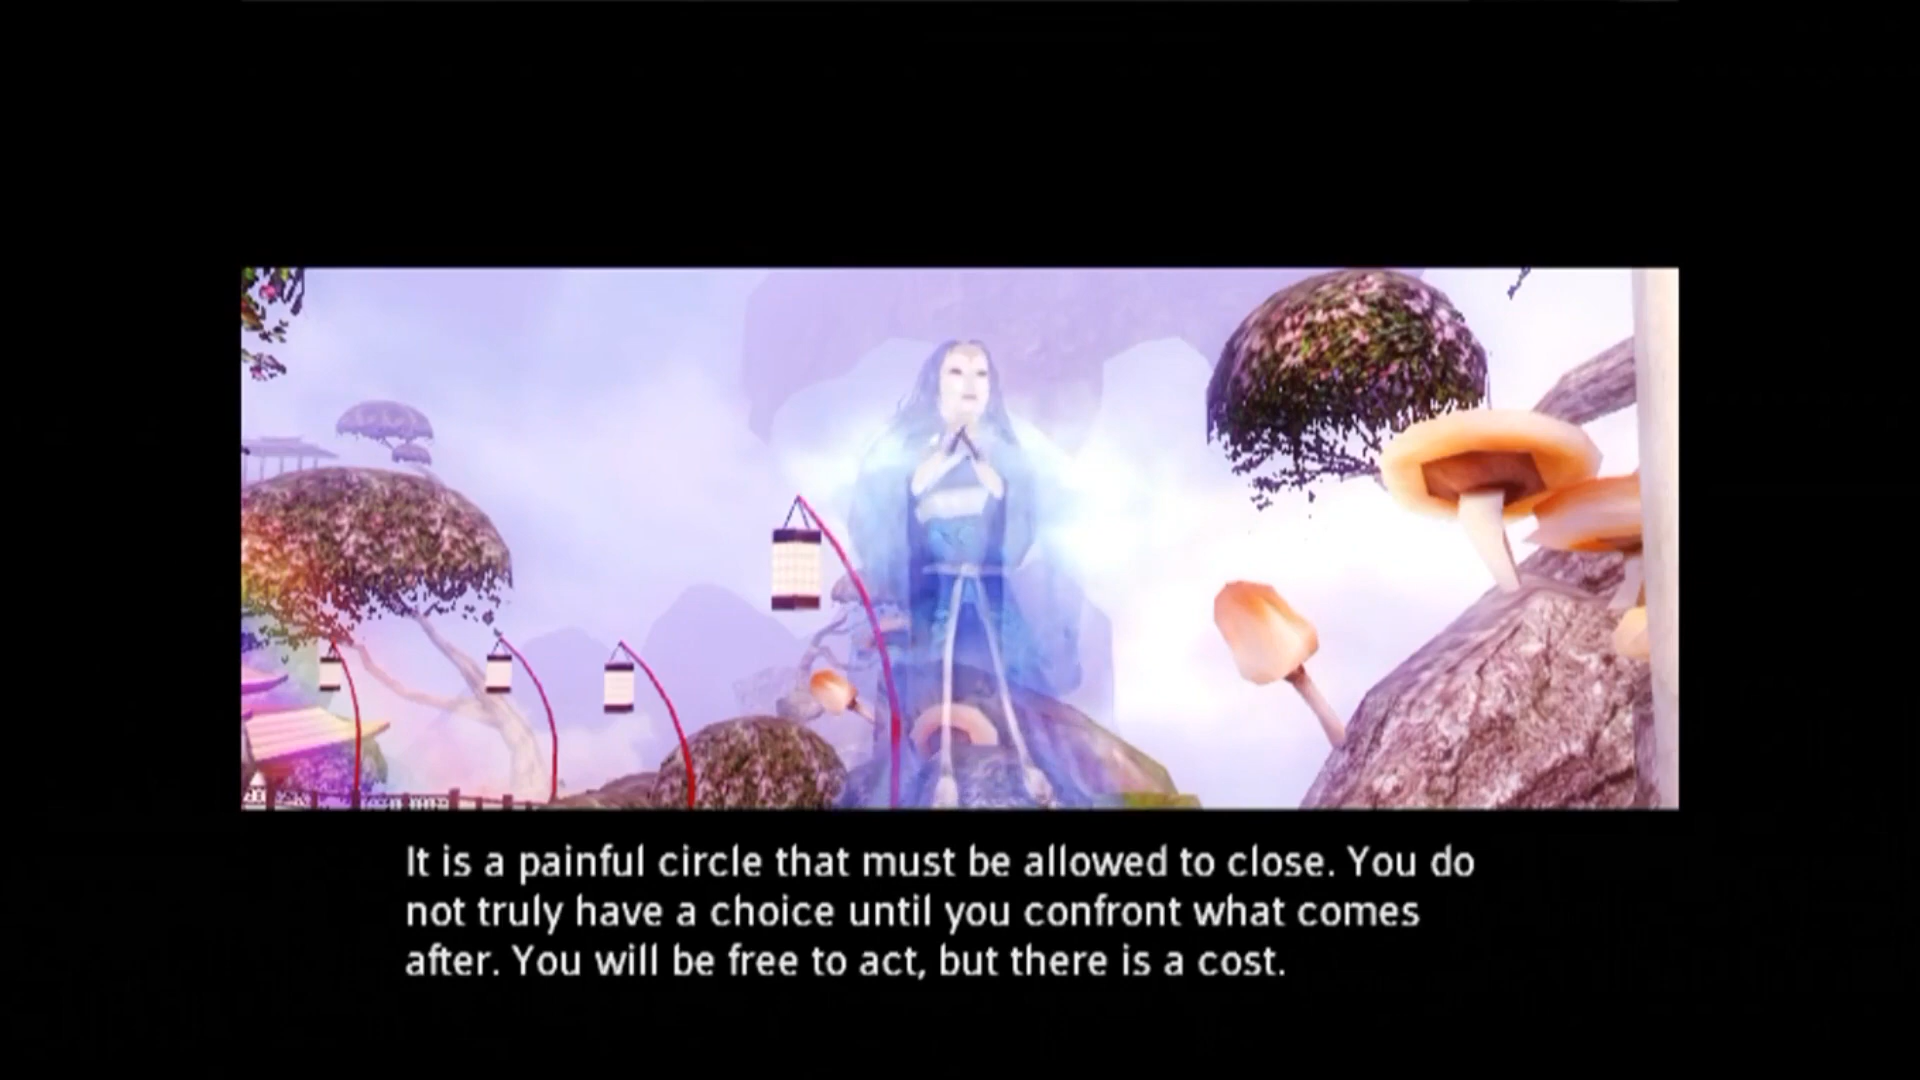 It is a painful circle that must be allowed to close. You do
not truly have a choice until you confront what comes
after. You will be free to act, but there is a cost.